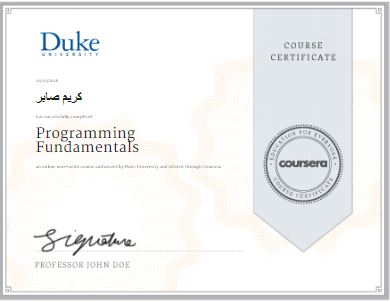 Duke
UNIVERSITY
كريم صابر
has successfully completed
Programming
Fundamentals
an online non-credit course authorized by Duke University and offered through Coursera
COURSE
CERTIFICATE
EDUCATION FOR EVERYONE
coursera
COURSE CERTIFICATE
Signature
PROFESSOR JOHN DOE